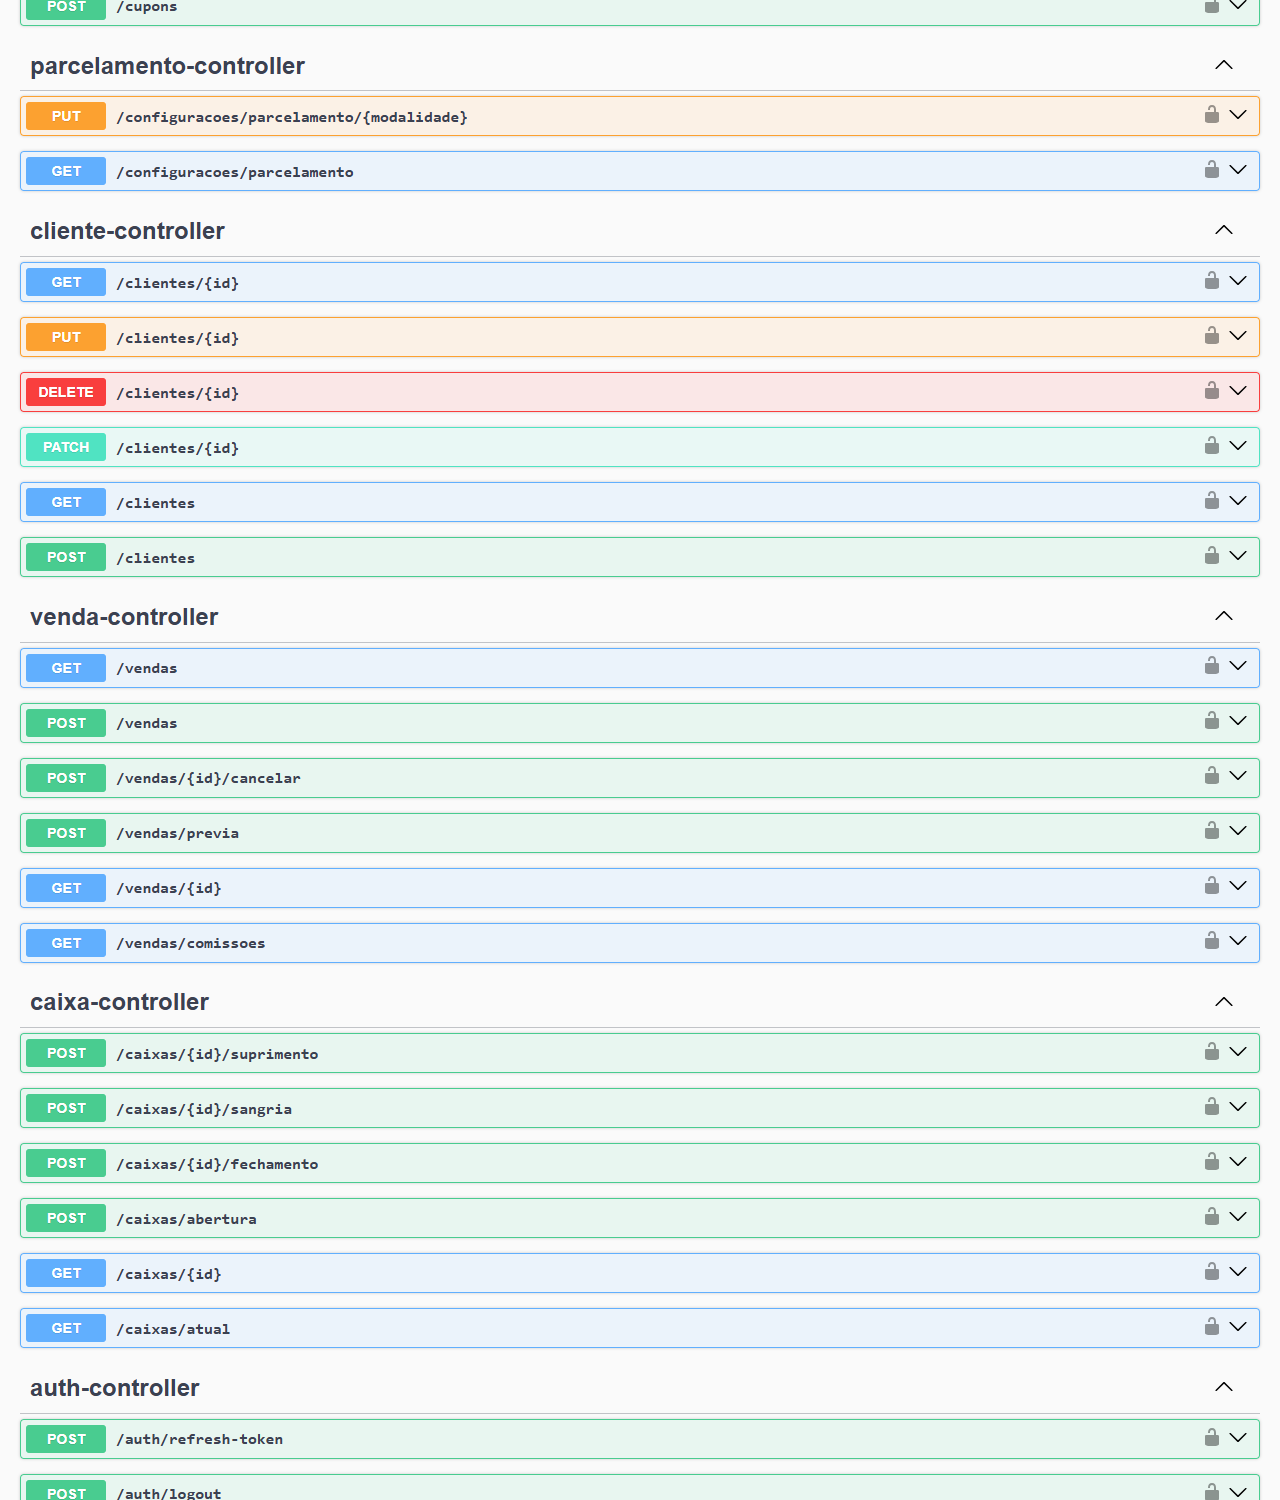 POST /cupons
parcelamento-controller
PUT /configuracoes/parcelamento/{modalidade}
GET /configuracoes/parcelamento
cliente-controller
GET /clientes/{id}
PUT /clientes/{id}
DELETE /clientes/{id}
PATCH /clientes/{id}
GET /clientes
POST /clientes
venda-controller
GET /vendas
POST /vendas
POST /vendas/{id}/cancelar
POST /vendas/previa
GET /vendas/{id}
GET /vendas/comissoes
caixa-controller
POST /caixas/{id}/suprimento
POST /caixas/{id}/sangria
POST /caixas/{id}/fechamento
POST /caixas/abertura
GET /caixas/{id}
GET /caixas/atual
auth-controller
POST /auth/refresh-token
POST /auth/logout